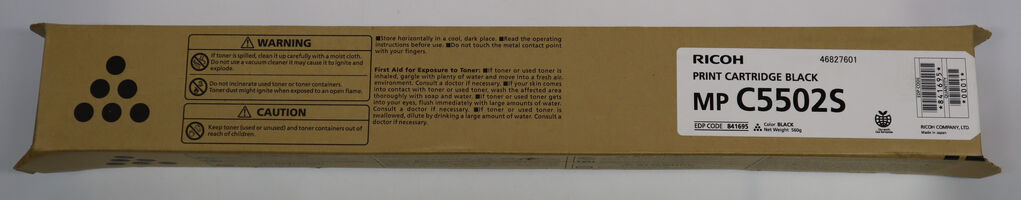 WARNING
If toner is spilled, clean it up carefully with a moist cloth.
Do not use a vacuum cleaner it may cause it to ignite and
explode.
Do not incinerate used toner or toner containers.
Toner dust might ignite when exposed to an open flame.
CAUTION
Keep toner (used or unused) and toner containers out of
reach of children.
■Store horizontally in a cool, dark place. ■Read the operating
instructions before use. ■Do not touch the metal contact point
with your fingers.
First Aid for Exposure to Toner: ■If toner or used toner is
inhaled, gargle with plenty of water and move into a fresh air
environment. Consult a doctor if necessary. ■If your skin comes
into contact with toner or used toner, wash the affected area
thoroughly with soap and water. ■If toner or used toner gets
into your eyes, flush immediately with large amounts of water.
Consult a doctor if necessary. ■If toner or used toner is
swallowed, dilute by drinking a large amount of water. Consult
a doctor if necessary.
RICOH 46827601
PRINT CARTRIDGE BLACK
MP C5502S
EDP CODE 841695
Color BLACK
Net Weight 560g
EDP CODE
*841695*
*0001*
RICOH COMPANY, LTD.
Made in Japan